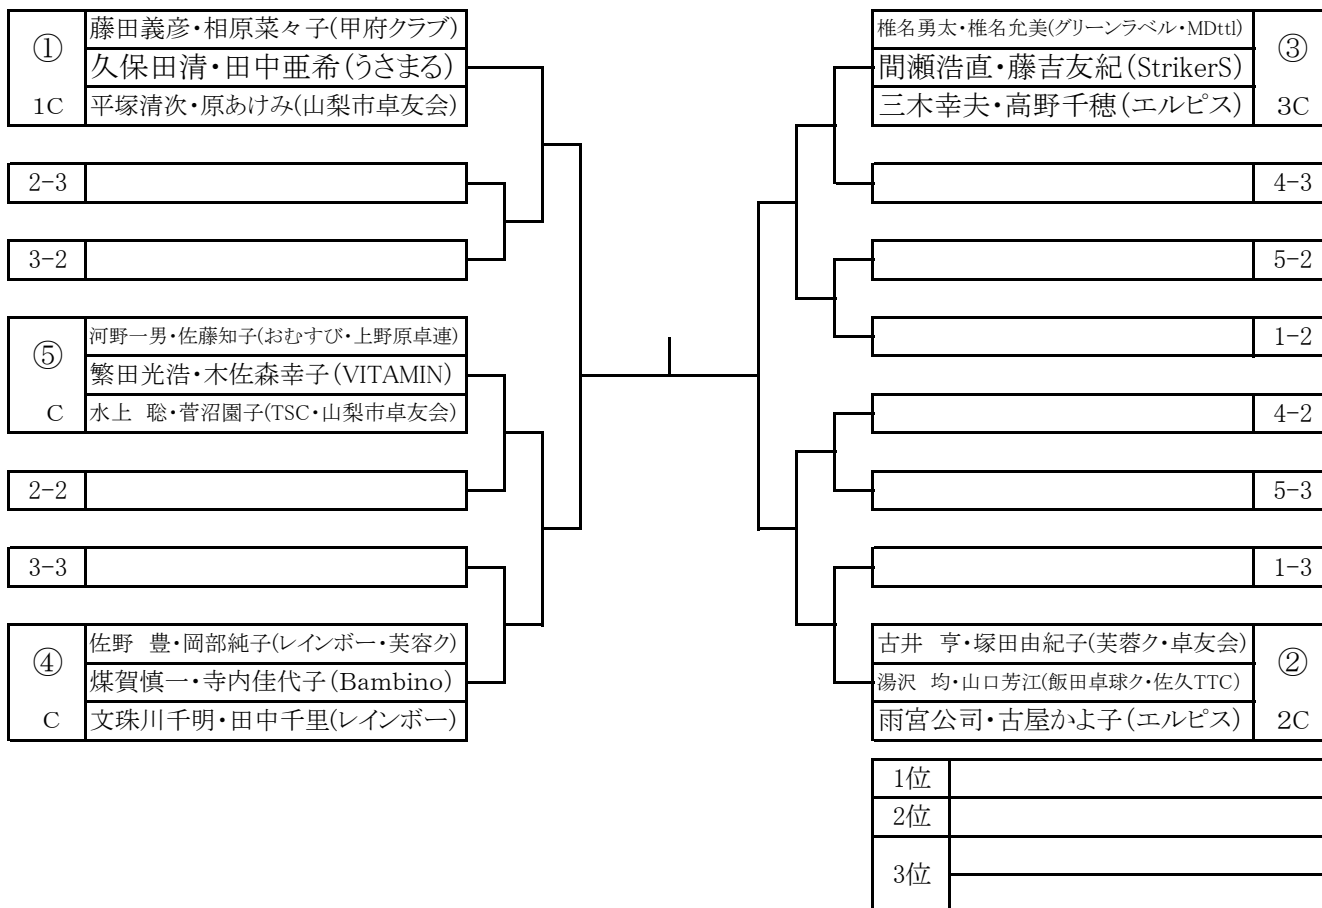 ①
1C
藤田義彦・相原菜々子(甲府クラブ)
久保田清・田中亜希(うさまる)
平塚清次・原あけみ(山梨市卓友会)
2-3
3-2
⑤
C
河野一男・佐藤知子(おむすび・上野原卓連)
繁田光浩・木佐森幸子(VITAMIN)
水上　聡・菅沼園子(TSC・山梨市卓友会)
2-2
3-3
④
C
佐野　豊・岡部純子(レインボー・芙容ク)
煤賀慎一・寺内佳代子(Bambino)
文珠川千明・田中千里(レインボー)
椎名勇太・椎名允美(グリーンラベル・MDttl)
間瀬浩直・藤吉友紀(StrikerS)
三木幸夫・高野千穂(エルピス)
③
3C
4-3
5-2
1-2
4-2
5-3
1-3
古井　亨・塚田由紀子(芙蓉ク・卓友会)
湯沢　均・山口芳江(飯田卓球ク・佐久TTC)
雨宮公司・古屋かよ子(エルピス)
②
2C
1位
2位
3位